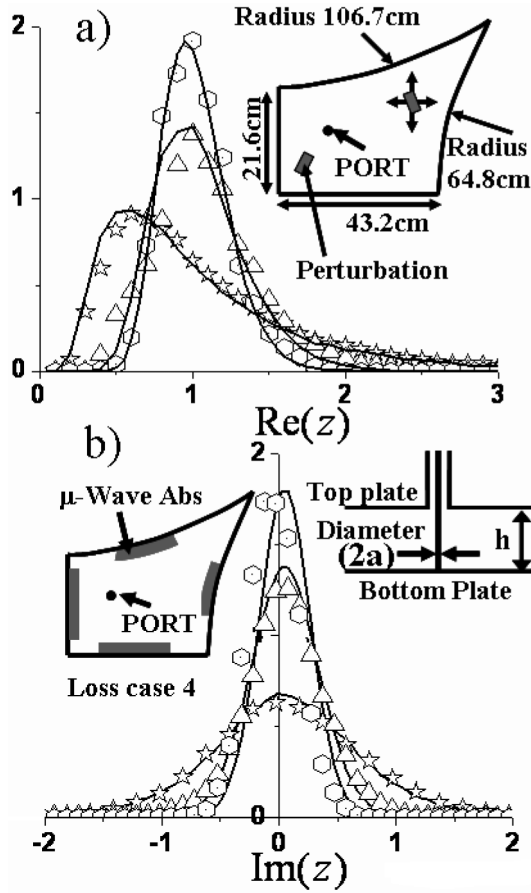 a)
2
1
0
0
1
2
3
Re(z)
Radius 106.7cm
21.6cm
PORT
Radius
64.8cm
43.2cm
Perturbation
b)
2
0
-2
-1
0
1
2
Im(z)
μ-Wave Abs
PORT
Loss case 4
Top plate
Diameter
(2a)
h
Bottom Plate